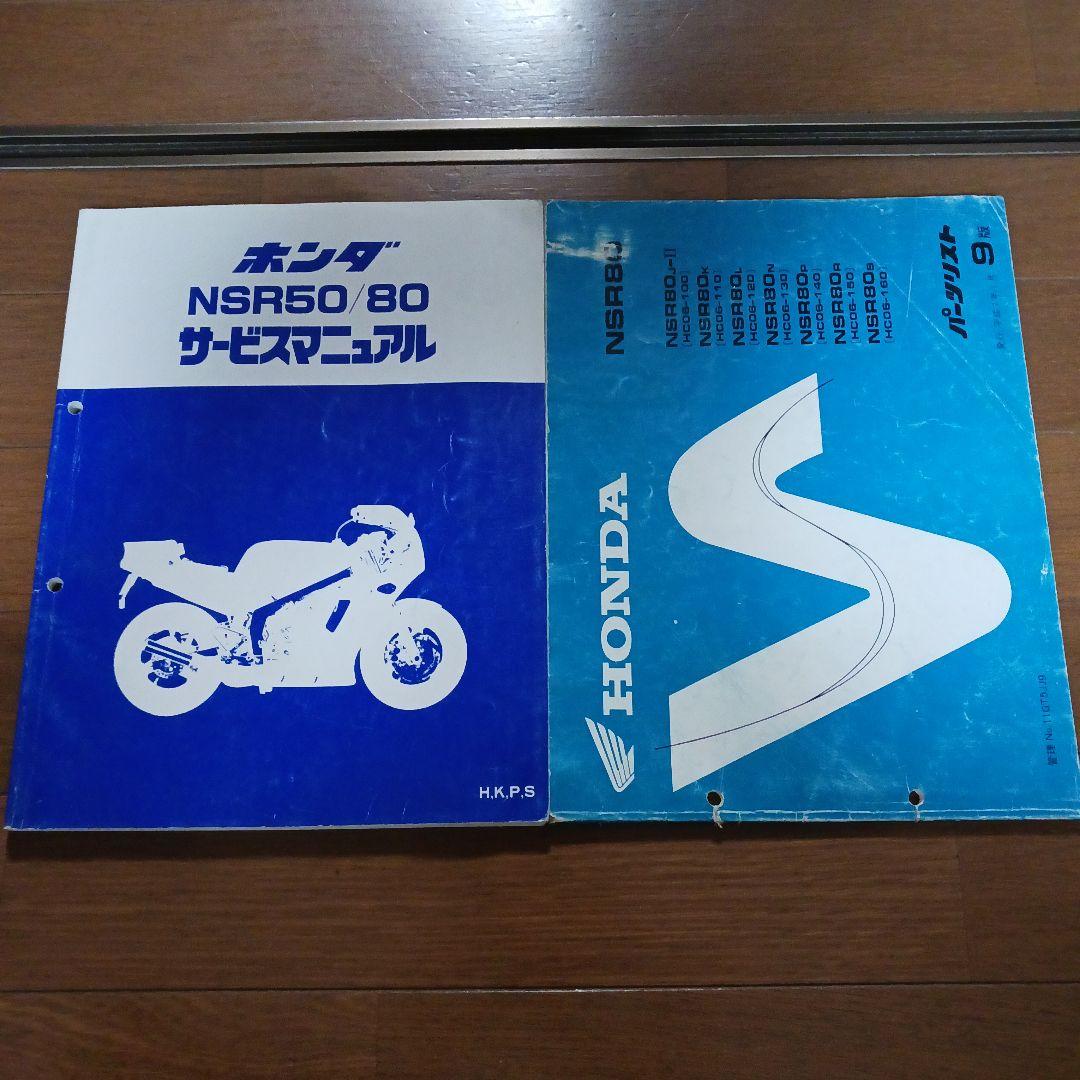 ホンダ
NSR50/80
サービスマニュアル
H,K,P,S
NSR80
NSR80J-II
[HC06-100]
NSR80K
[HC06-110]
NSR80L
[HC06-120]
NSR80N
[HC06-130]
NSR80P
[HC06-140]
NSR80R
[HC06-150]
NSR80S
[HC06-160]
パーツリスト
9版
HONDA